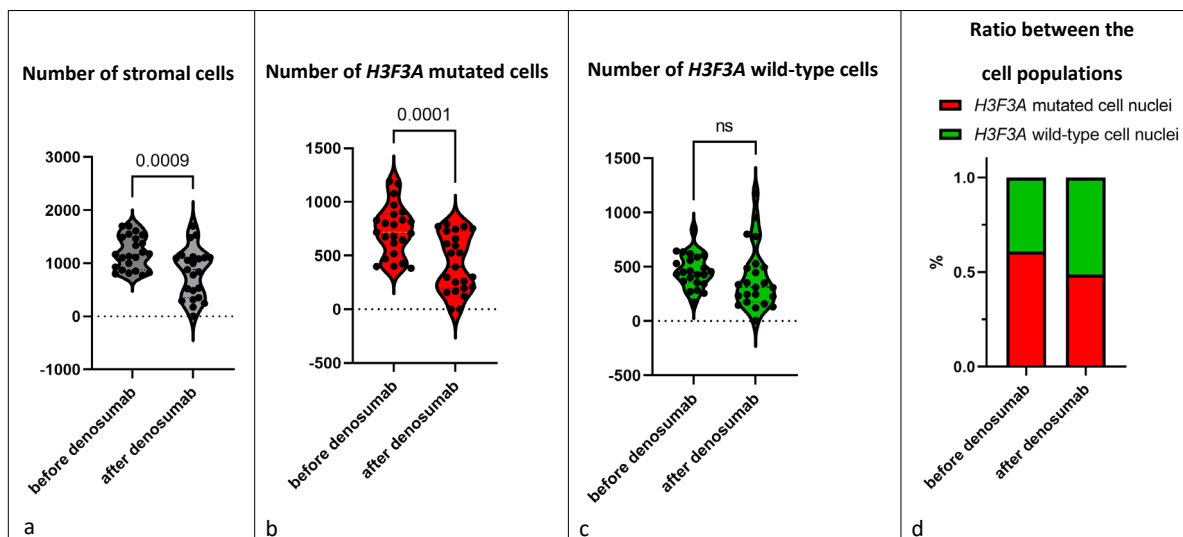 Number of stromal cells
0.0009
3000
2000
1000
0
-1000
before denosumab
after denosumab
a
Number of H3F3A mutated cells
0.0001
1500
1000
500
0
-500
before denosumab
after denosumab
b
Number of H3F3A wild-type cells
ns
1500
1000
500
0
-500
before denosumab
after denosumab
c
Ratio between the
cell populations
H3F3A mutated cell nuclei
H3F3A wild-type cell nuclei
%
1.0
0.5
0.0
before denosumab
after denosumab
d